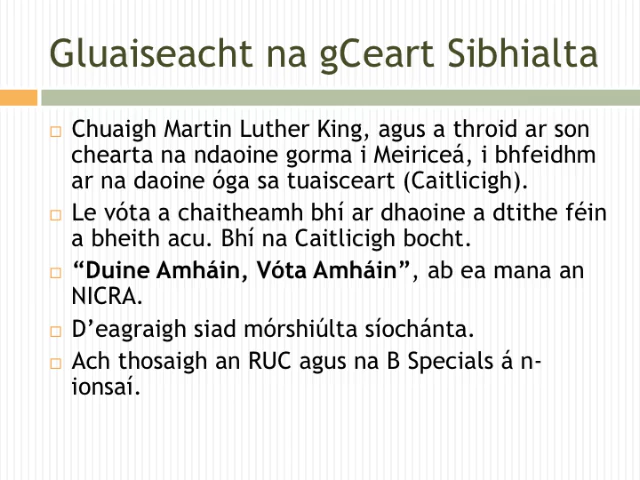 Gluaiseacht na gCeart Sibhialta
Chuaigh Martin Luther King, agus a throid ar son
chearta na ndaoine gorma i Meiriceá, i bhfeidhm
ar na daoine óga sa tuaisceart (Caitlicigh).
Le vóta a chaitheamh bhí ar dhaoine a dtithe féin
a bheith acu. Bhí na Caitlicigh bocht.
“Duine Amháin, Vóta Amháin”, ab ea mana an
NICRA.
D’eagraigh siad mórshiúlta síochánta.
Ach thosaigh an RUC agus na B Specials á n-
ionsaí.